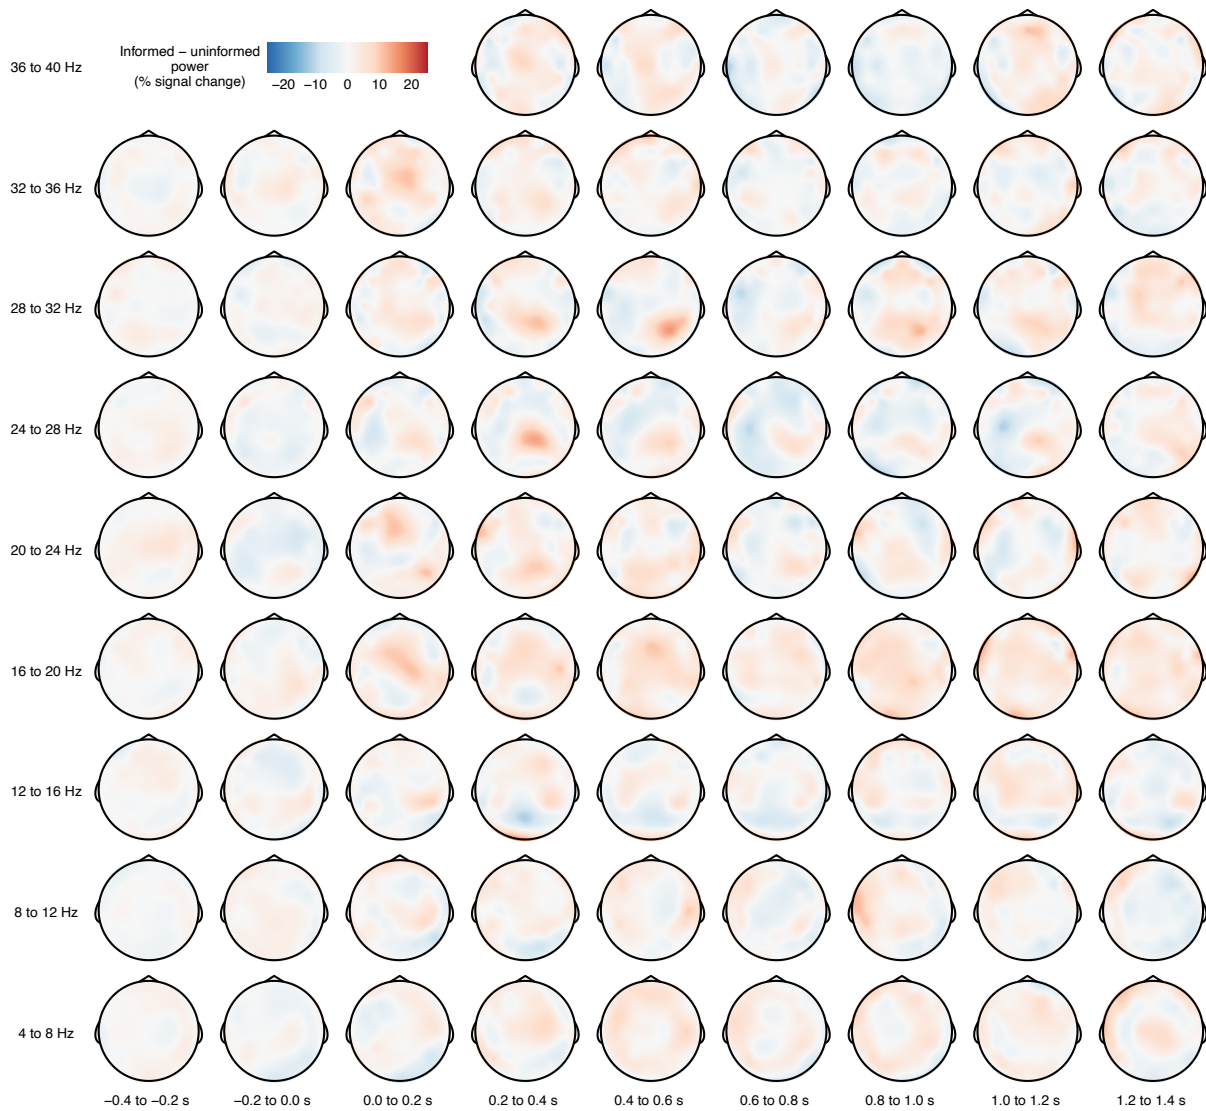 Informed − uninformed
power
(% signal change)
−20 −10 0 10 20
36 to 40 Hz
32 to 36 Hz
28 to 32 Hz
24 to 28 Hz
20 to 24 Hz
16 to 20 Hz
12 to 16 Hz
8 to 12 Hz
4 to 8 Hz
−0.4 to −0.2 s −0.2 to 0.0 s 0.0 to 0.2 s 0.2 to 0.4 s 0.4 to 0.6 s 0.6 to 0.8 s 0.8 to 1.0 s 1.0 to 1.2 s 1.2 to 1.4 s